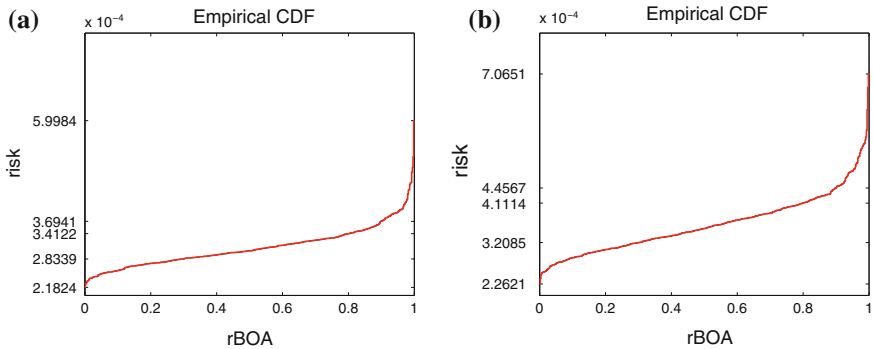 (a)
Empirical CDF
x 10⁻⁴
5.9984
3.6941
3.4122
2.8339
2.1824
risk
0 0.2 0.4 0.6 0.8 1
rBOA
(b)
Empirical CDF
x 10⁻⁴
7.0651
4.4567
4.1114
3.2085
2.2621
risk
0 0.2 0.4 0.6 0.8 1
rBOA